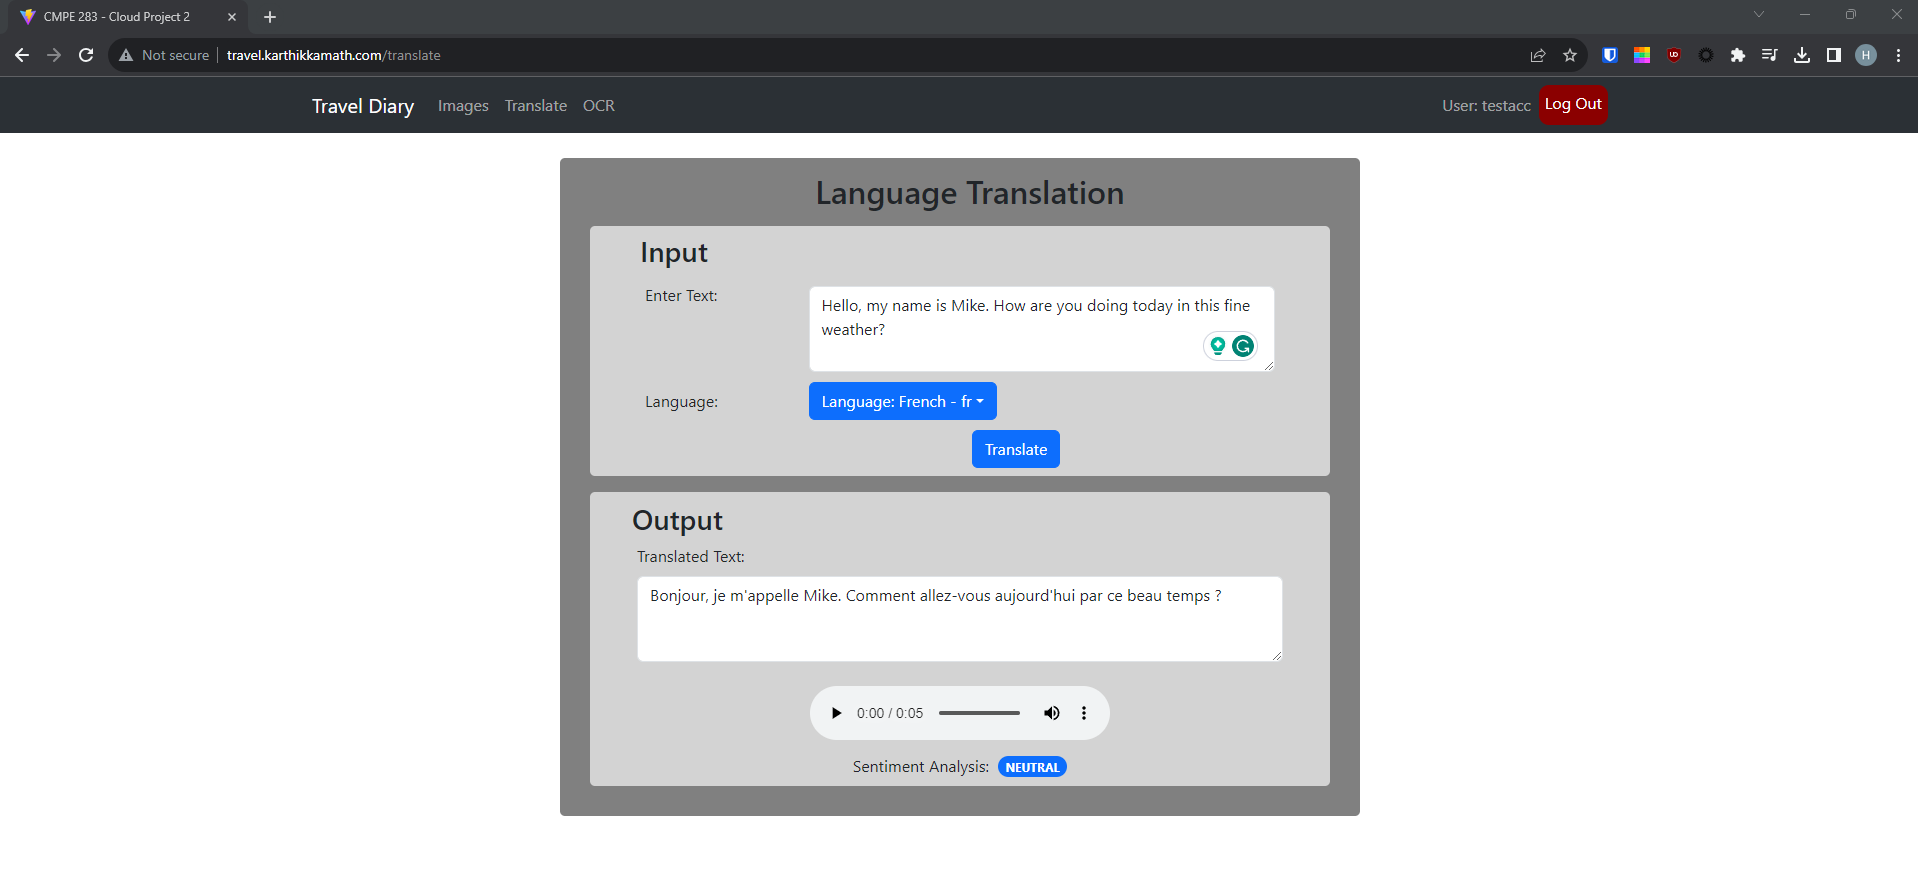 CMPE 283 - Cloud Project 2
Not secure travel.karthikkamath.com/translate
UD
H
Travel Diary Images Translate OCR User: testacc Log Out
Language Translation
Input
Enter Text:
Hello, my name is Mike. How are you doing today in this fine
weather?
Language: Language: French - fr
Translate
Output
Translated Text:
Bonjour, je m'appelle Mike. Comment allez-vous aujourd'hui par ce beau temps ?
0:00 / 0:05
Sentiment Analysis: NEUTRAL